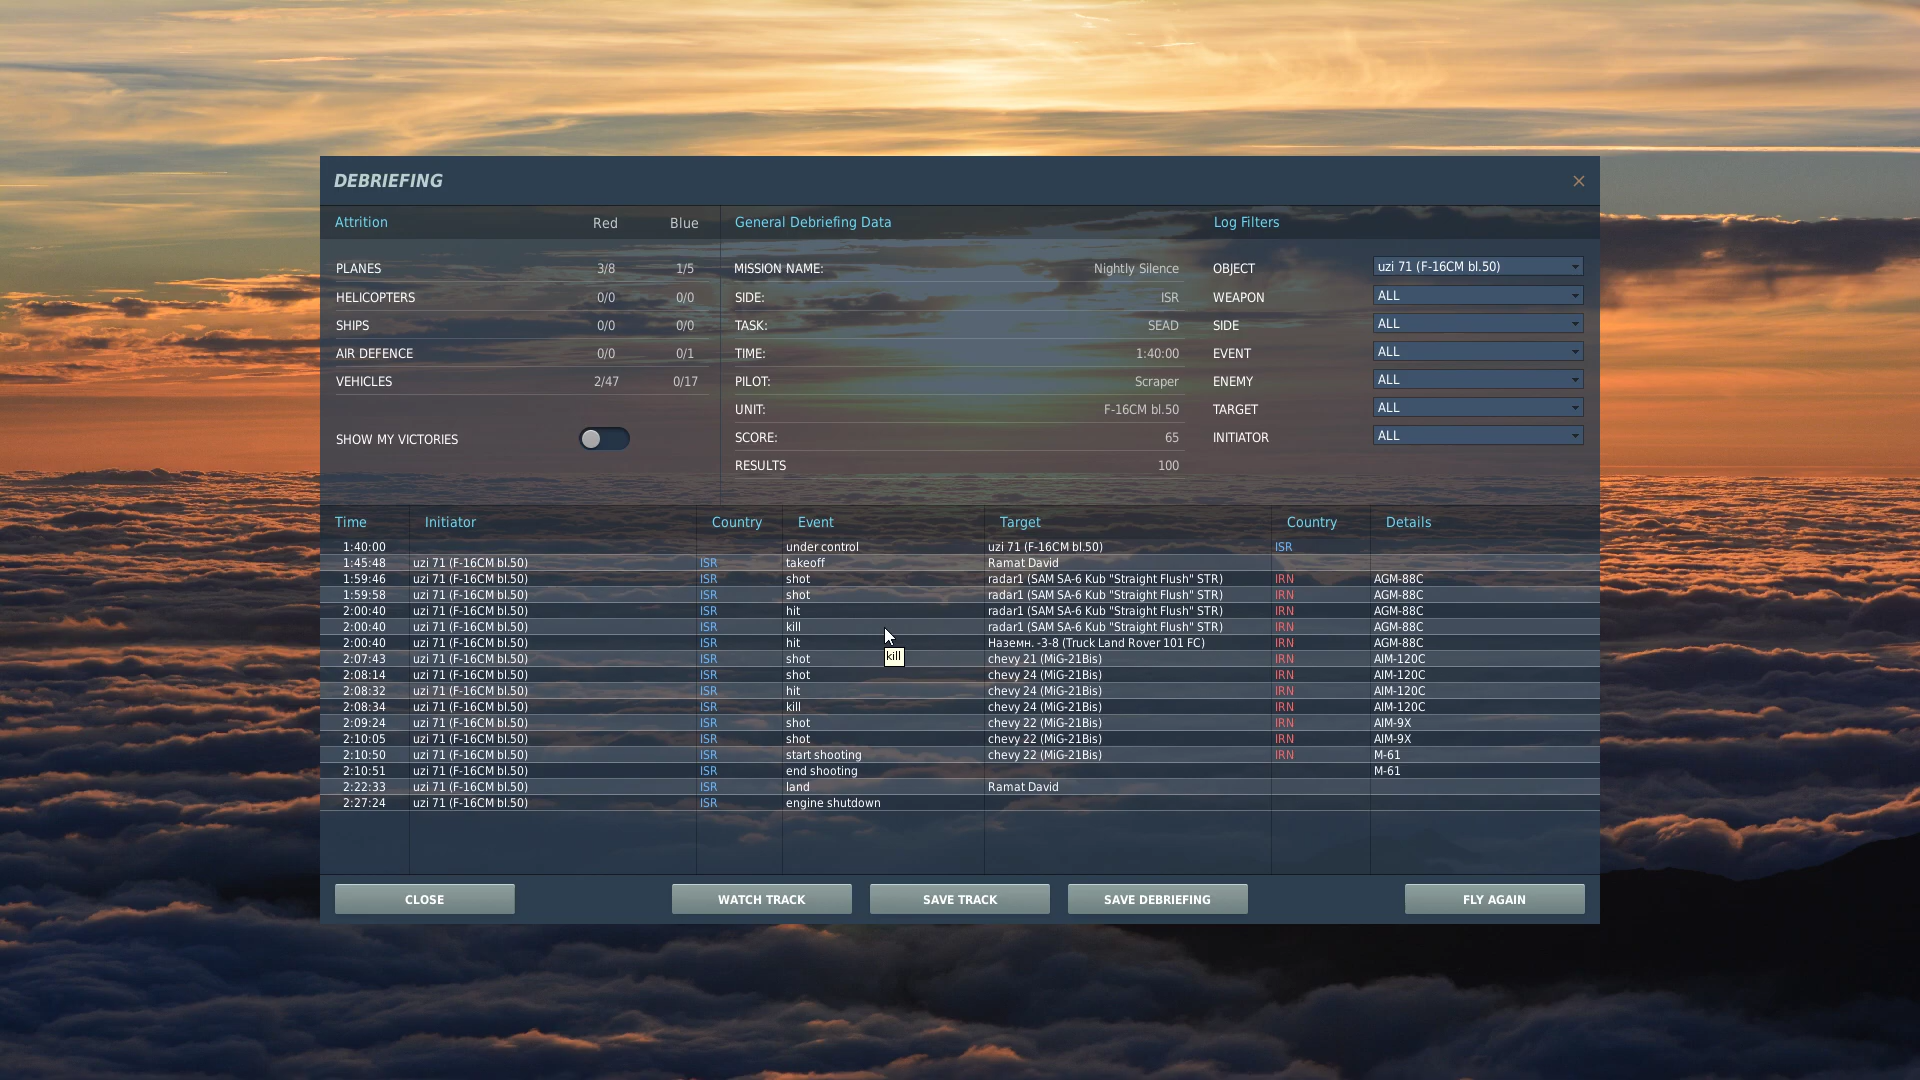 DEBRIEFING
Attrition Red Blue
PLANES 3/8 1/5
HELICOPTERS 0/0 0/0
SHIPS 0/0 0/0
AIR DEFENCE 0/0 0/1
VEHICLES 2/47 0/17
SHOW MY VICTORIES
General Debriefing Data
MISSION NAME: Nightly Silence
SIDE: ISR
TASK: SEAD
TIME: 1:40:00
PILOT: Scraper
UNIT: F-16CM bl.50
SCORE: 65
RESULTS 100
Log Filters
OBJECT uzi 71 (F-16CM bl.50)
WEAPON ALL
SIDE ALL
EVENT ALL
ENEMY ALL
TARGET ALL
INITIATOR ALL
Time Initiator Country Event Target Country Details
1:40:00 under control uzi 71 (F-16CM bl.50) ISR
1:45:48 uzi 71 (F-16CM bl.50) ISR takeoff Ramat David
1:59:46 uzi 71 (F-16CM bl.50) ISR shot radar1 (SAM SA-6 Kub "Straight Flush" STR) IRN AGM-88C
1:59:58 uzi 71 (F-16CM bl.50) ISR shot radar1 (SAM SA-6 Kub "Straight Flush" STR) IRN AGM-88C
2:00:40 uzi 71 (F-16CM bl.50) ISR hit radar1 (SAM SA-6 Kub "Straight Flush" STR) IRN AGM-88C
2:00:40 uzi 71 (F-16CM bl.50) ISR kill radar1 (SAM SA-6 Kub "Straight Flush" STR) IRN AGM-88C
2:00:40 uzi 71 (F-16CM bl.50) ISR hit Наземн. -3-8 (Truck Land Rover 101 FC) IRN AGM-88C
kill
2:07:43 uzi 71 (F-16CM bl.50) ISR shot chevy 21 (MiG-21Bis) IRN AIM-120C
2:08:14 uzi 71 (F-16CM bl.50) ISR shot chevy 24 (MiG-21Bis) IRN AIM-120C
2:08:32 uzi 71 (F-16CM bl.50) ISR hit chevy 24 (MiG-21Bis) IRN AIM-120C
2:08:34 uzi 71 (F-16CM bl.50) ISR kill chevy 24 (MiG-21Bis) IRN AIM-120C
2:09:24 uzi 71 (F-16CM bl.50) ISR shot chevy 22 (MiG-21Bis) IRN AIM-9X
2:10:05 uzi 71 (F-16CM bl.50) ISR shot chevy 22 (MiG-21Bis) IRN AIM-9X
2:10:50 uzi 71 (F-16CM bl.50) ISR start shooting chevy 22 (MiG-21Bis) IRN M-61
2:10:51 uzi 71 (F-16CM bl.50) ISR end shooting M-61
2:22:33 uzi 71 (F-16CM bl.50) ISR land Ramat David
2:27:24 uzi 71 (F-16CM bl.50) ISR engine shutdown
CLOSE WATCH TRACK SAVE TRACK SAVE DEBRIEFING FLY AGAIN